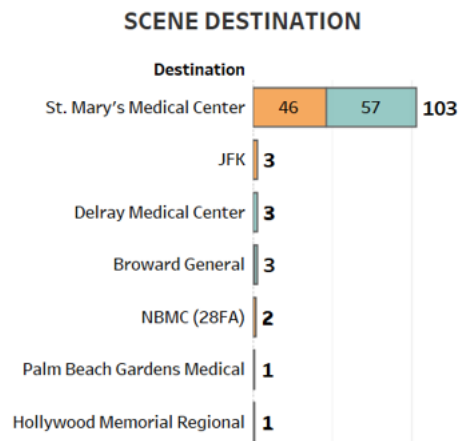 SCENE DESTINATION
Destination
St. Mary's Medical Center 46 57 103
JFK 3
Delray Medical Center 3
Broward General 3
NBMC (28FA) 2
Palm Beach Gardens Medical 1
Hollywood Memorial Regional 1